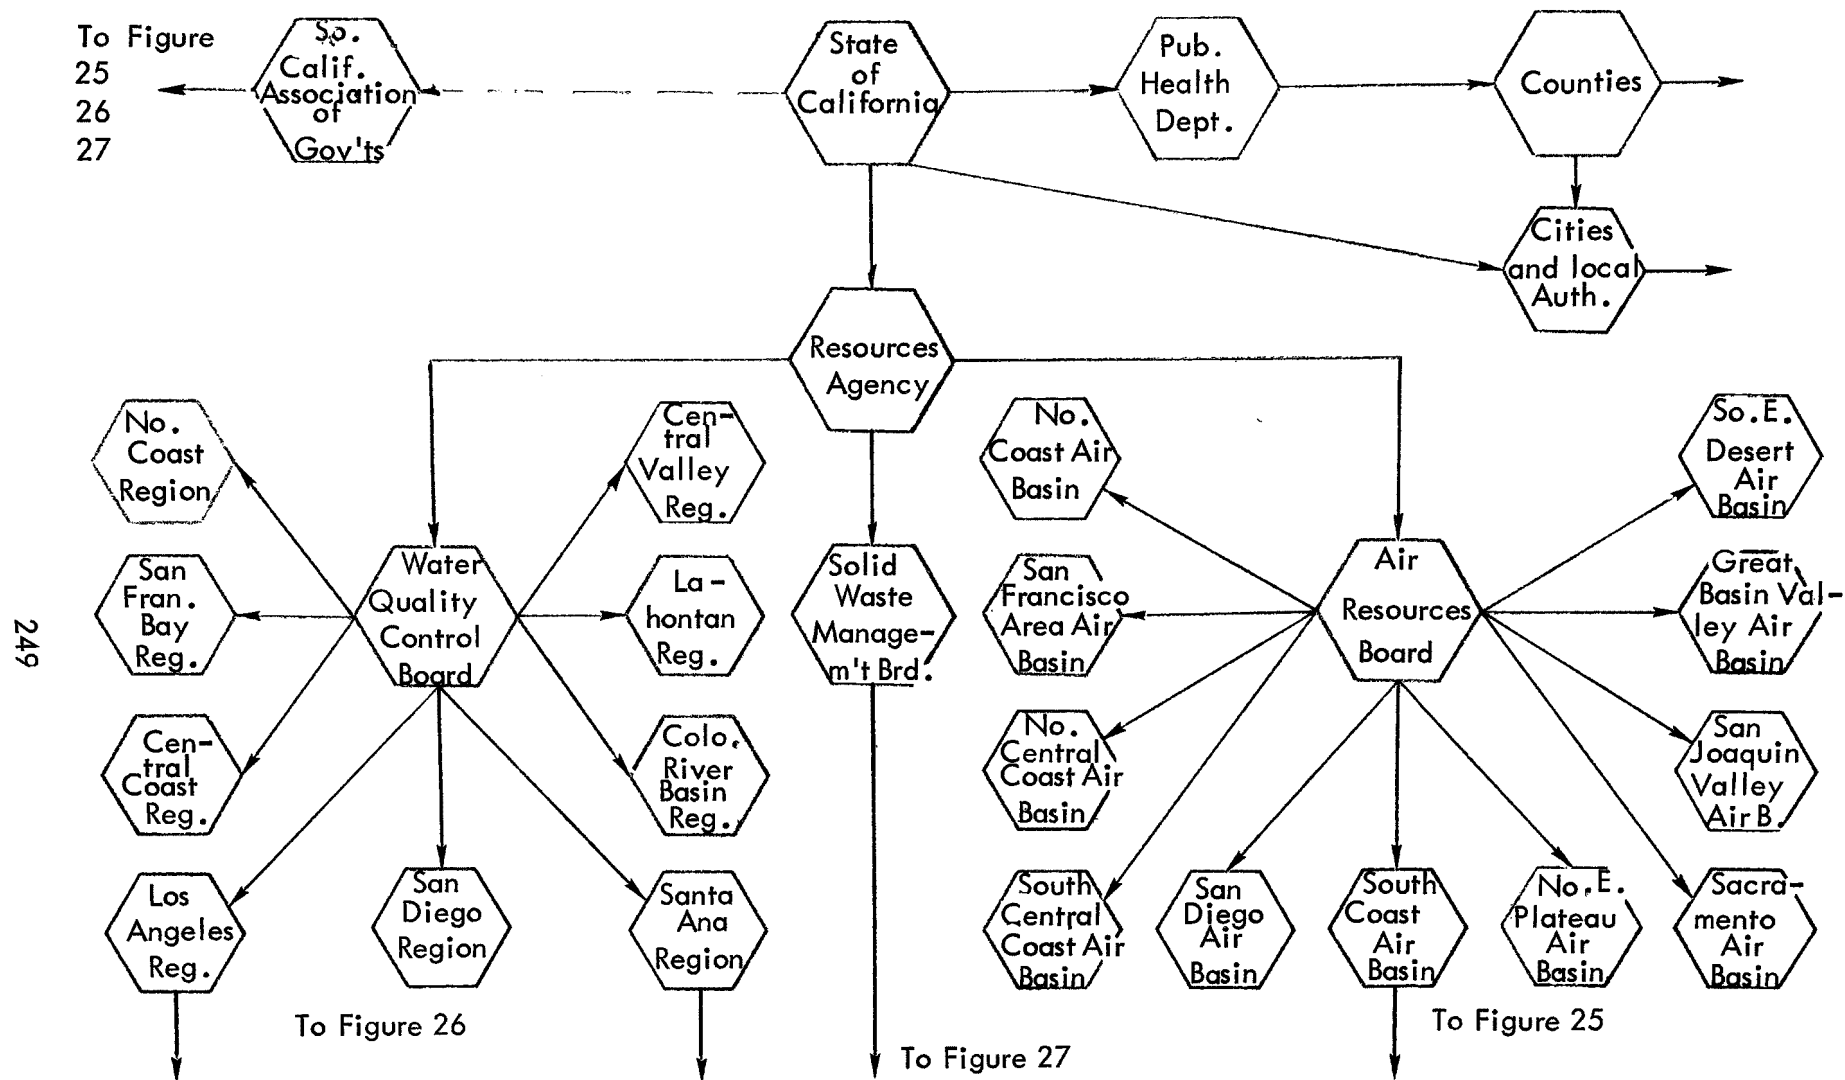 To Figure
25
26
27
So.
Calif.
Association
of
Gov'ts
State
of
California
Pub.
Health
Dept.
Counties
Cities
and local
Auth.
Resources
Agency
No.
Coast
Region
Cen-
tral
Valley
Reg.
San
Fran.
Bay
Reg.
Water
Quality
Control
Board
La-
hontan
Reg.
Cen-
tral
Coast
Reg.
Colo.
River
Basin
Reg.
Los
Angeles
Reg.
San
Diego
Region
Santa
Ana
Region
To Figure 26
Solid
Waste
Manage-
m't Brd.
To Figure 27
No.
Coast Air
Basin
So.E.
Desert
Air
Basin
San
Francisco
Area Air
Basin
Air
Resources
Board
Great
Basin Val-
ley Air
Basin
No.
Central
Coast Air
Basin
San
Joaquin
Valley
Air B.
South
Central
Coast Air
Basin
San
Diego
Air
Basin
South
Coast
Air
Basin
No.E.
Plateau
Air
Basin
Sacra-
mento
Air
Basin
To Figure 25
249